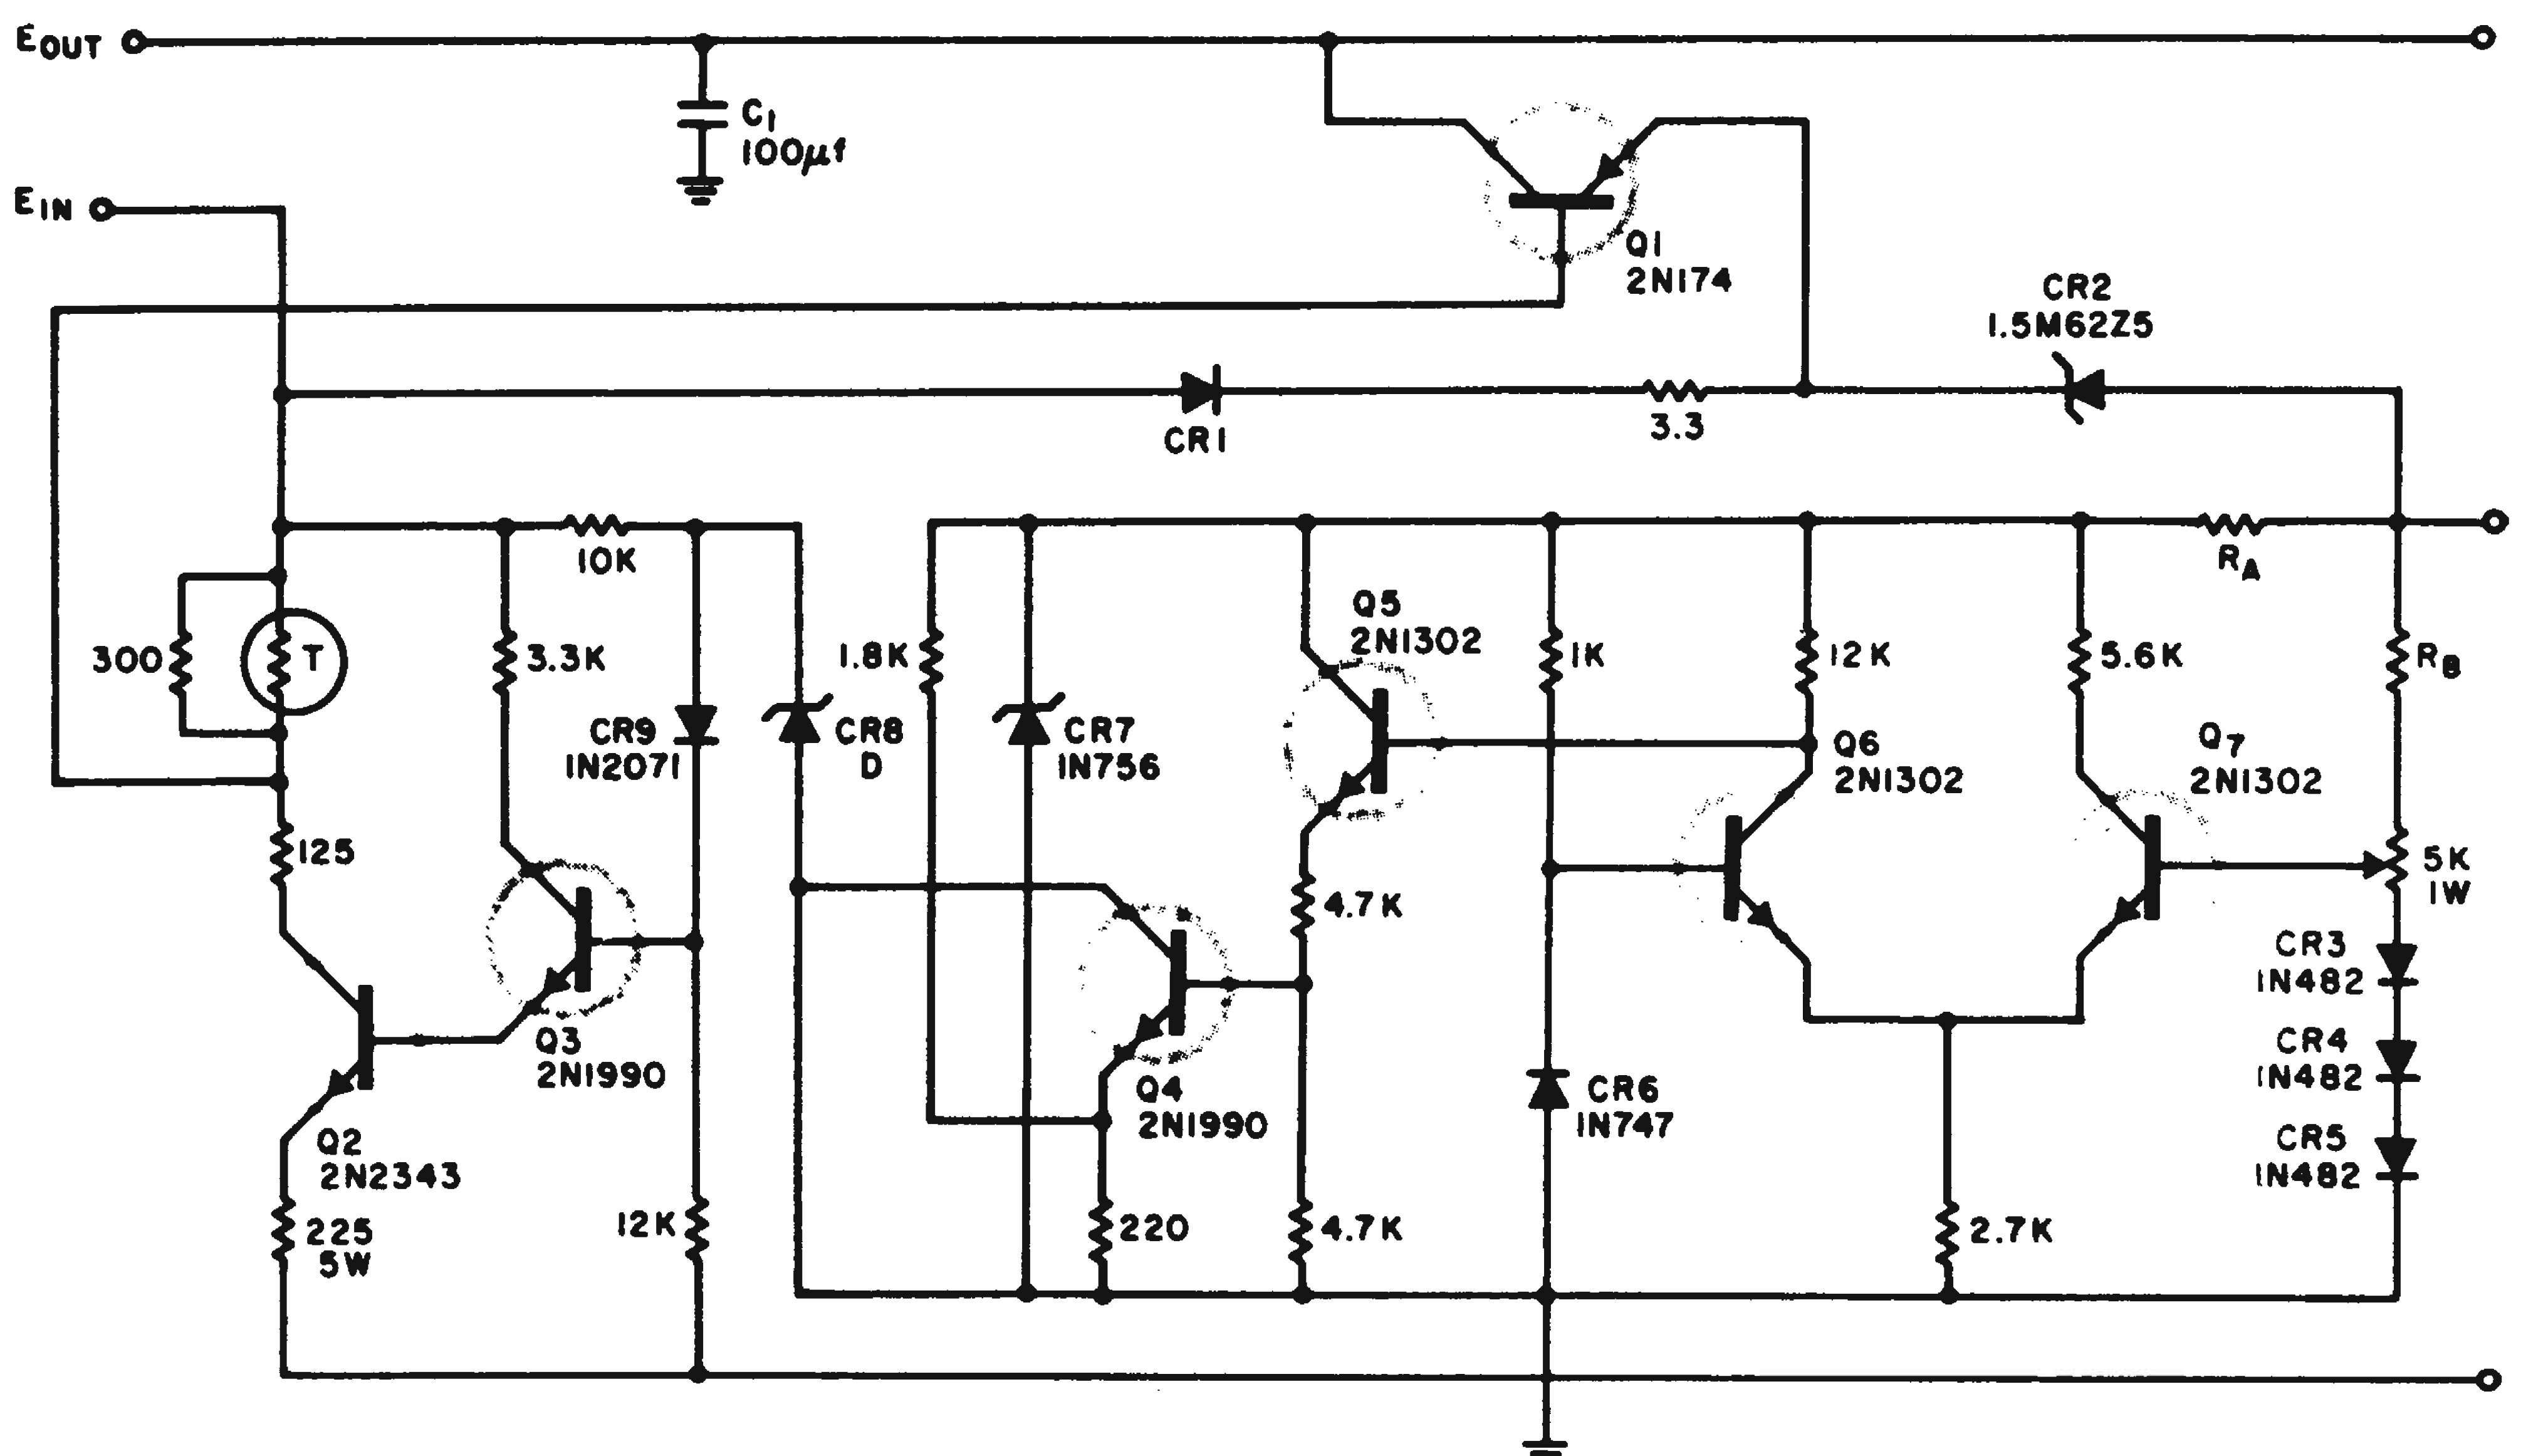 EOUT
C1
100µf
EIN
Q1
2N174
CR2
1.5M62Z5
CR1
3.3
10K
RA
300
T
3.3K
1.8K
Q5
2N1302
1K
12K
5.6K
RB
CR9
1N2071
CR8
D
CR7
1N756
Q6
2N1302
Q7
2N1302
125
4.7K
5K
1W
CR3
1N482
Q3
2N1990
CR4
1N482
Q4
2N1990
CR6
1N747
Q2
2N2343
CR5
1N482
225
5W
12K
220
4.7K
2.7K